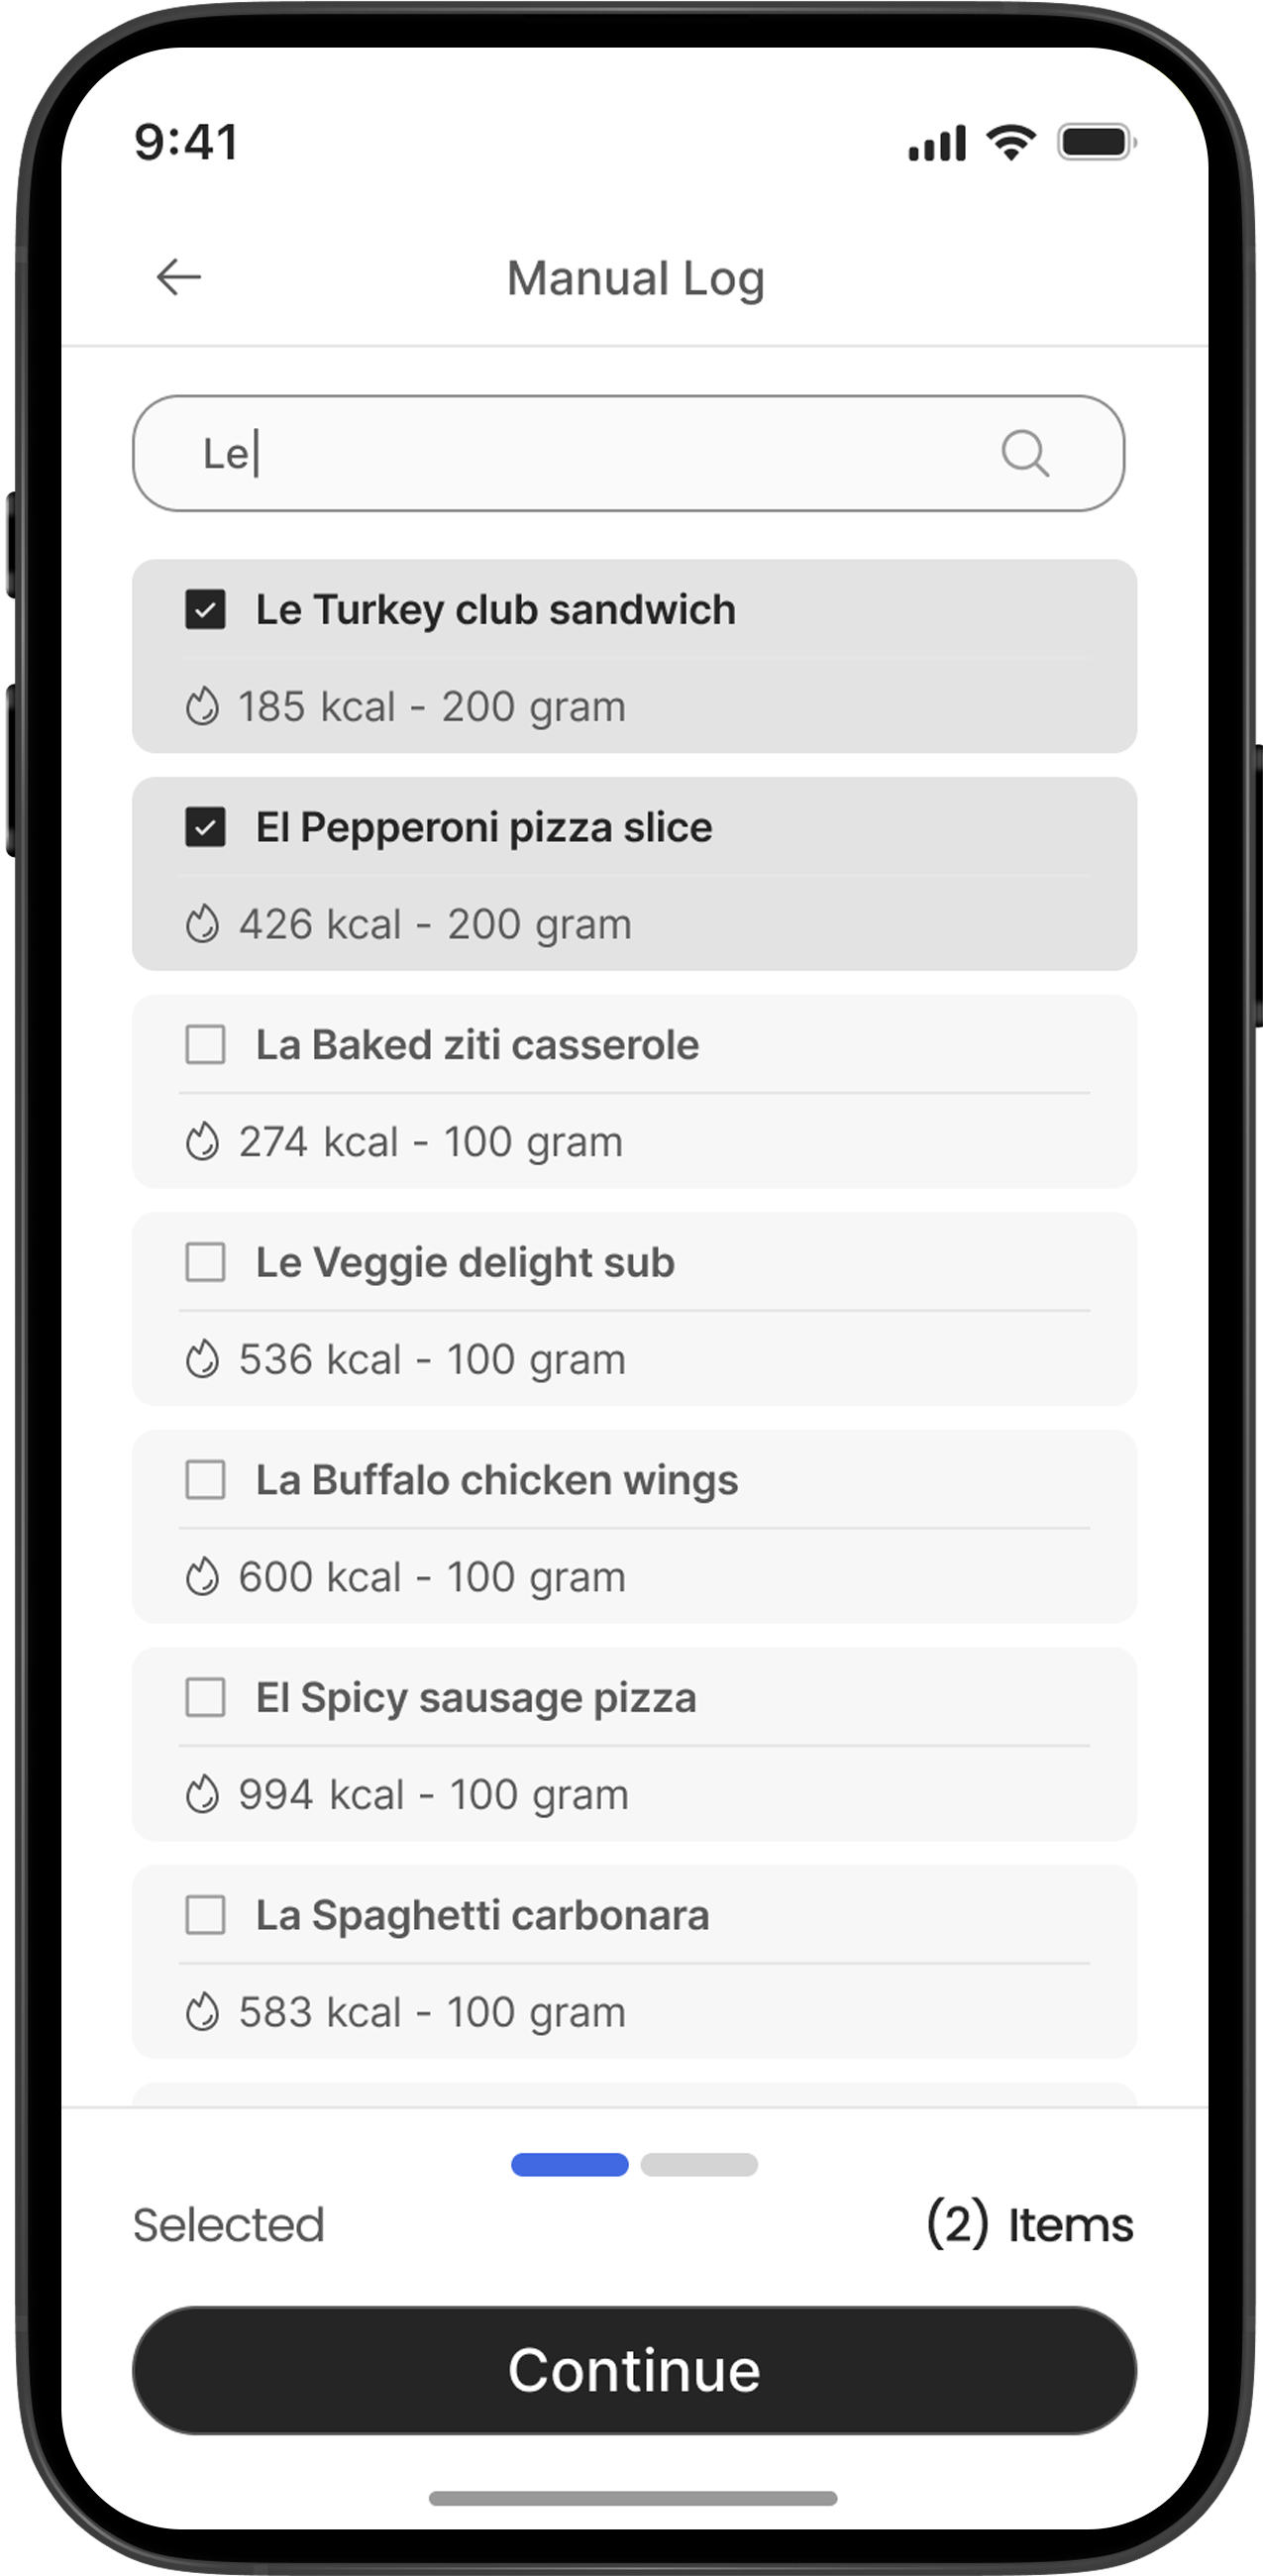 9:41
Manual Log
Le
Le Turkey club sandwich
185 kcal - 200 gram
El Pepperoni pizza slice
426 kcal - 200 gram
La Baked ziti casserole
274 kcal - 100 gram
Le Veggie delight sub
536 kcal - 100 gram
La Buffalo chicken wings
600 kcal - 100 gram
El Spicy sausage pizza
994 kcal - 100 gram
La Spaghetti carbonara
583 kcal - 100 gram
Selected (2) Items
Continue